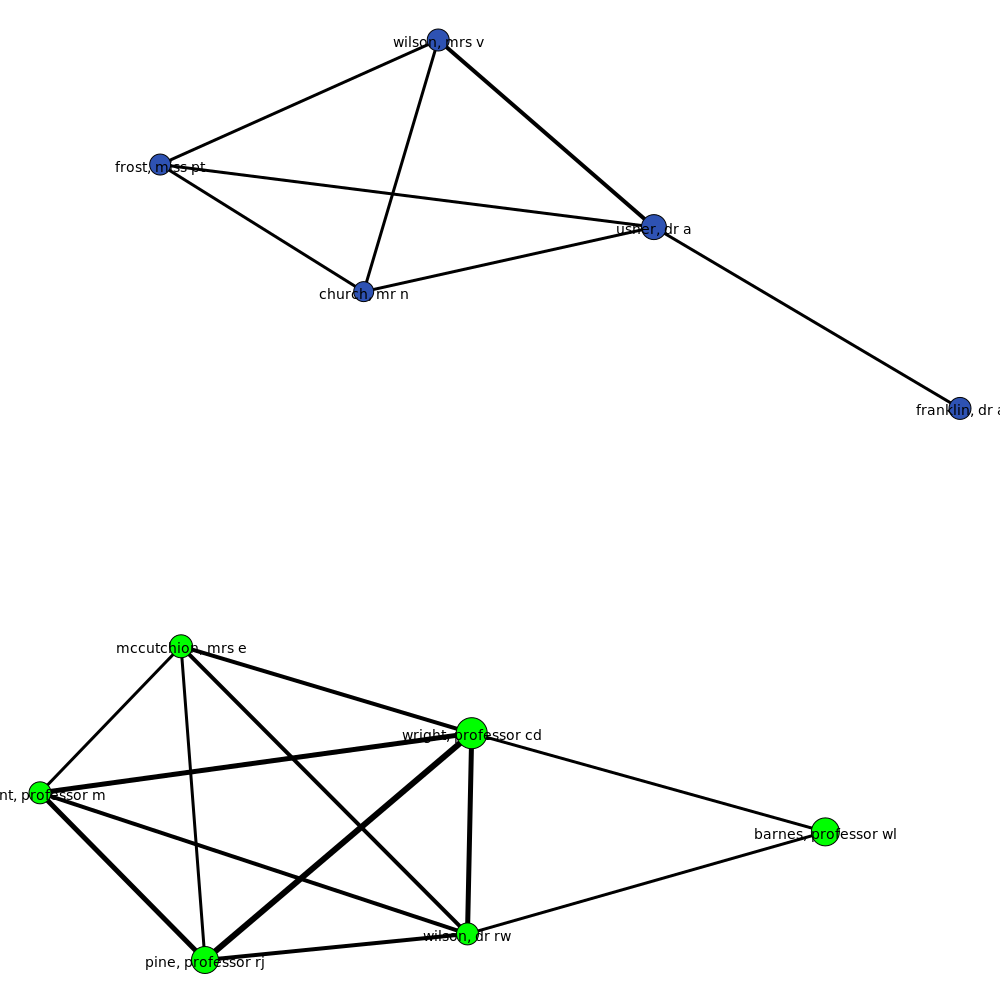 wilson, mrs v
frost, miss pt
usher, dr a
church, mr n
franklin, dr a
mccutchion, mrs e
wright, professor cd
professor m
barnes, professor wl
wilson, dr rw
pine, professor rj